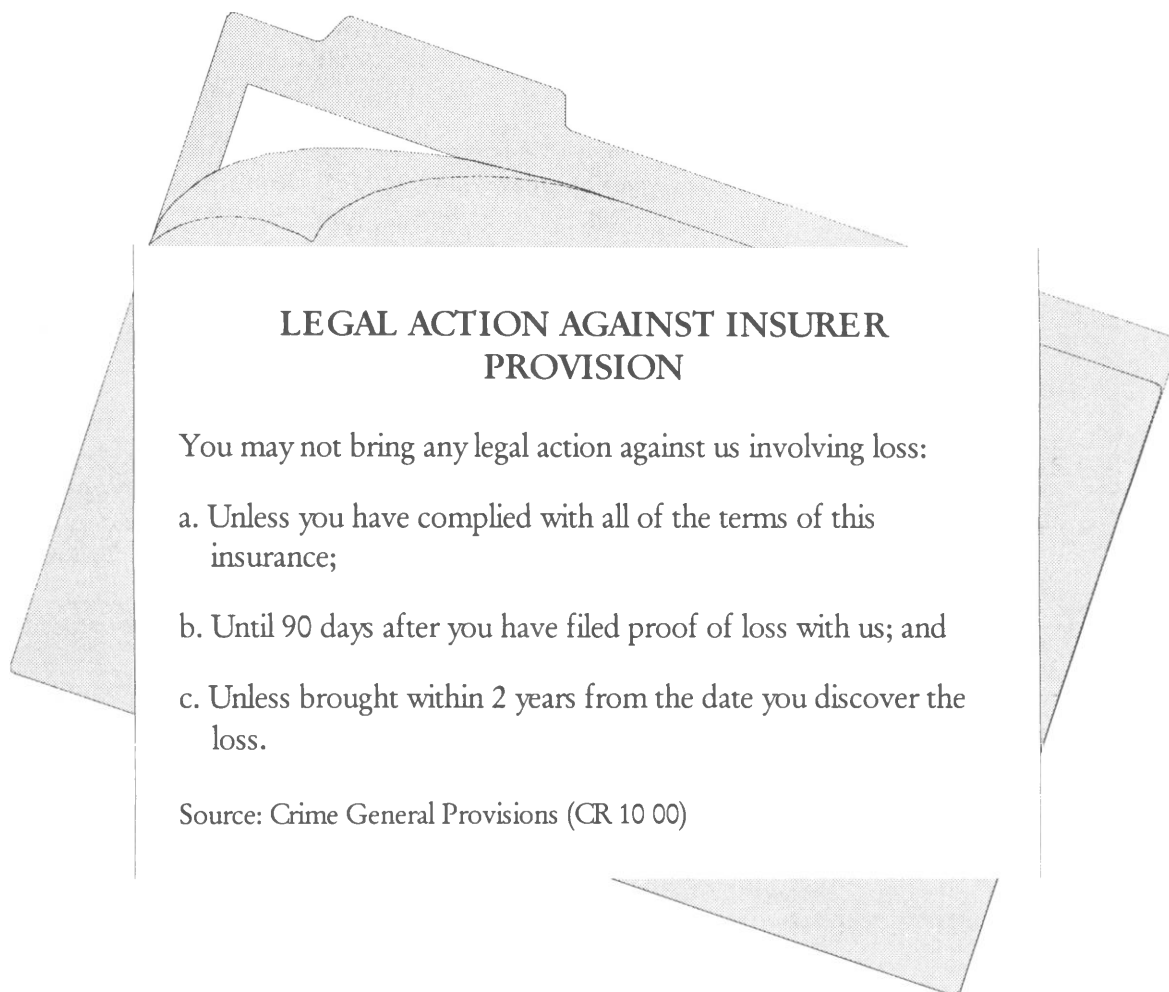 LEGAL ACTION AGAINST INSURER
PROVISION
You may not bring any legal action against us involving loss:
a. Unless you have complied with all of the terms of this
insurance;
b. Until 90 days after you have filed proof of loss with us; and
c. Unless brought within 2 years from the date you discover the
loss.
Source: Crime General Provisions (CR 10 00)